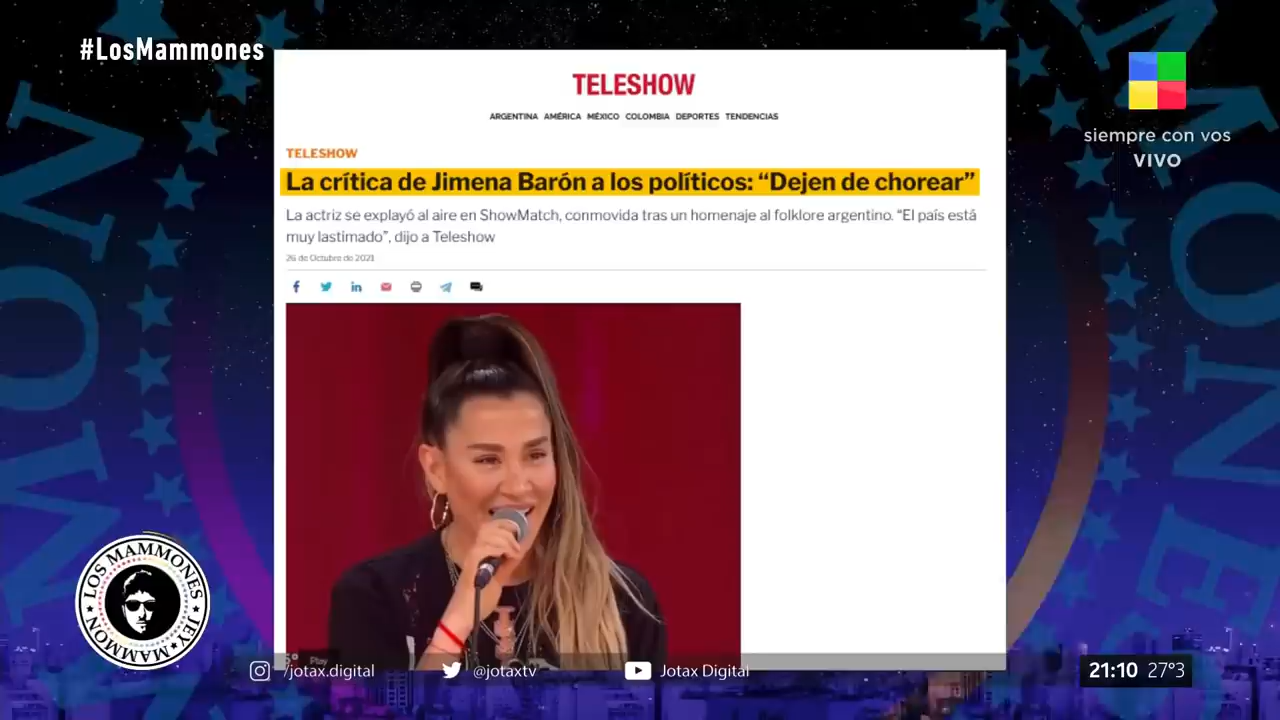 #LosMammones
TELESHOW
ARGENTINA AMÉRICA MÉXICO COLOMBIA DEPORTES TENDENCIAS
TELESHOW
La crítica de Jimena Barón a los políticos: “Dejen de chorear”
La actriz se explayó al aire en ShowMatch, conmovida tras un homenaje al folklore argentino. “El país está
muy lastimado”, dijo a Teleshow
26 de Octubre de 2021
siempre con vos
VIVO
MONES
MONES
LOS MAMMONES
JEY MAMMON
Play
/jotax.digital
@jotaxtv
Jotax Digital
21:10 27°3